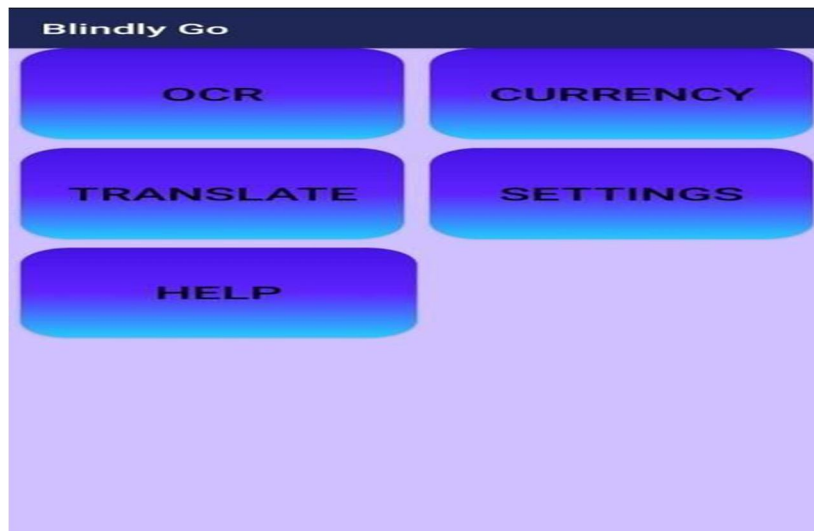 Blindly Go
OCR
CURRENCY
TRANSLATE
SETTINGS
HELP